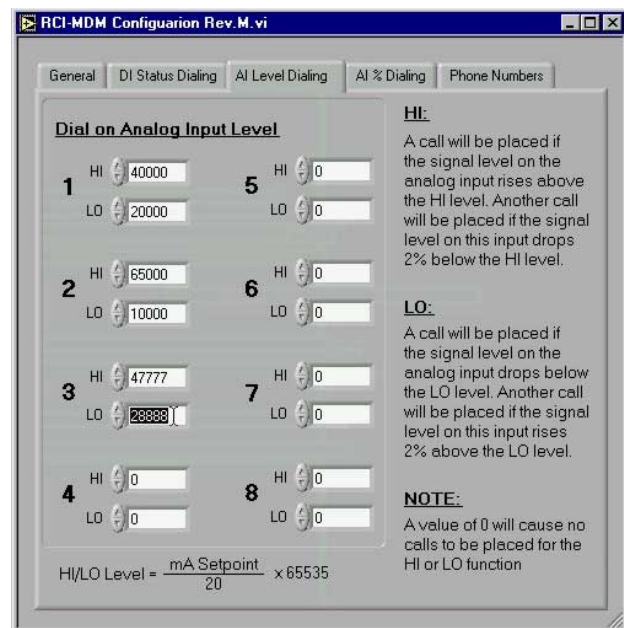 RCI-MDM Configuarion Rev.M.vi
General DI Status Dialing AI Level Dialing AI % Dialing Phone Numbers
Dial on Analog Input Level
1 HI 40000
LO 20000
2 HI 65000
LO 10000
3 HI 47777
LO 28888
4 HI 0
LO 0
5 HI 0
LO 0
6 HI 0
LO 0
7 HI 0
LO 0
8 HI 0
LO 0
HI/LO Level = mA Setpoint / 20 x 65535
HI:
A call will be placed if
the signal level on the
analog input rises above
the HI level. Another call
will be placed if the signal
level on this input drops
2% below the HI level.
LO:
A call will be placed if
the signal level on the
analog input drops below
the LO level. Another call
will be placed if the signal
level on this input rises
2% above the LO level.
NOTE:
A value of 0 will cause no
calls to be placed for the
HI or LO function